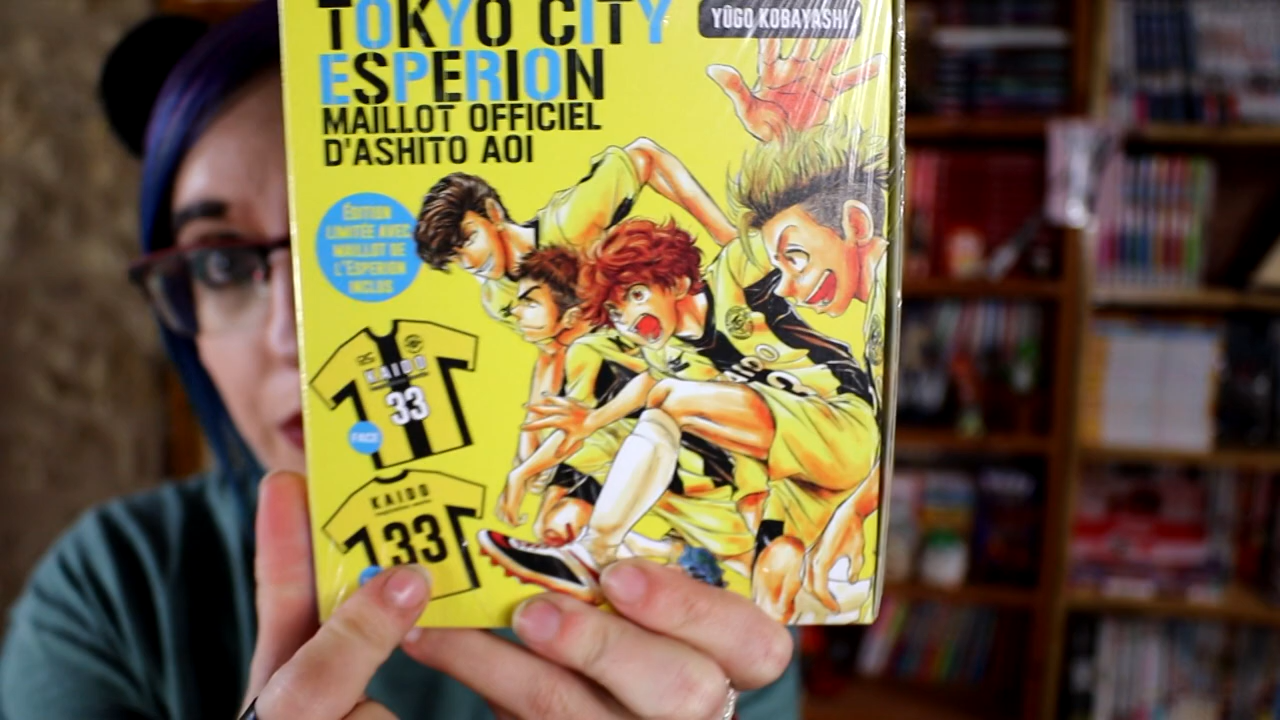 TOKYO CITY
ESPERION
MAILLOT OFFICIEL
D'ASHITO AOI
YŪGO KOBAYASHI
ÉDITION
LIMITÉE AVEC
MAILLOT DE
L'ESPERION
INCLUS
KAIDO
33
FACE
KAIDO
33